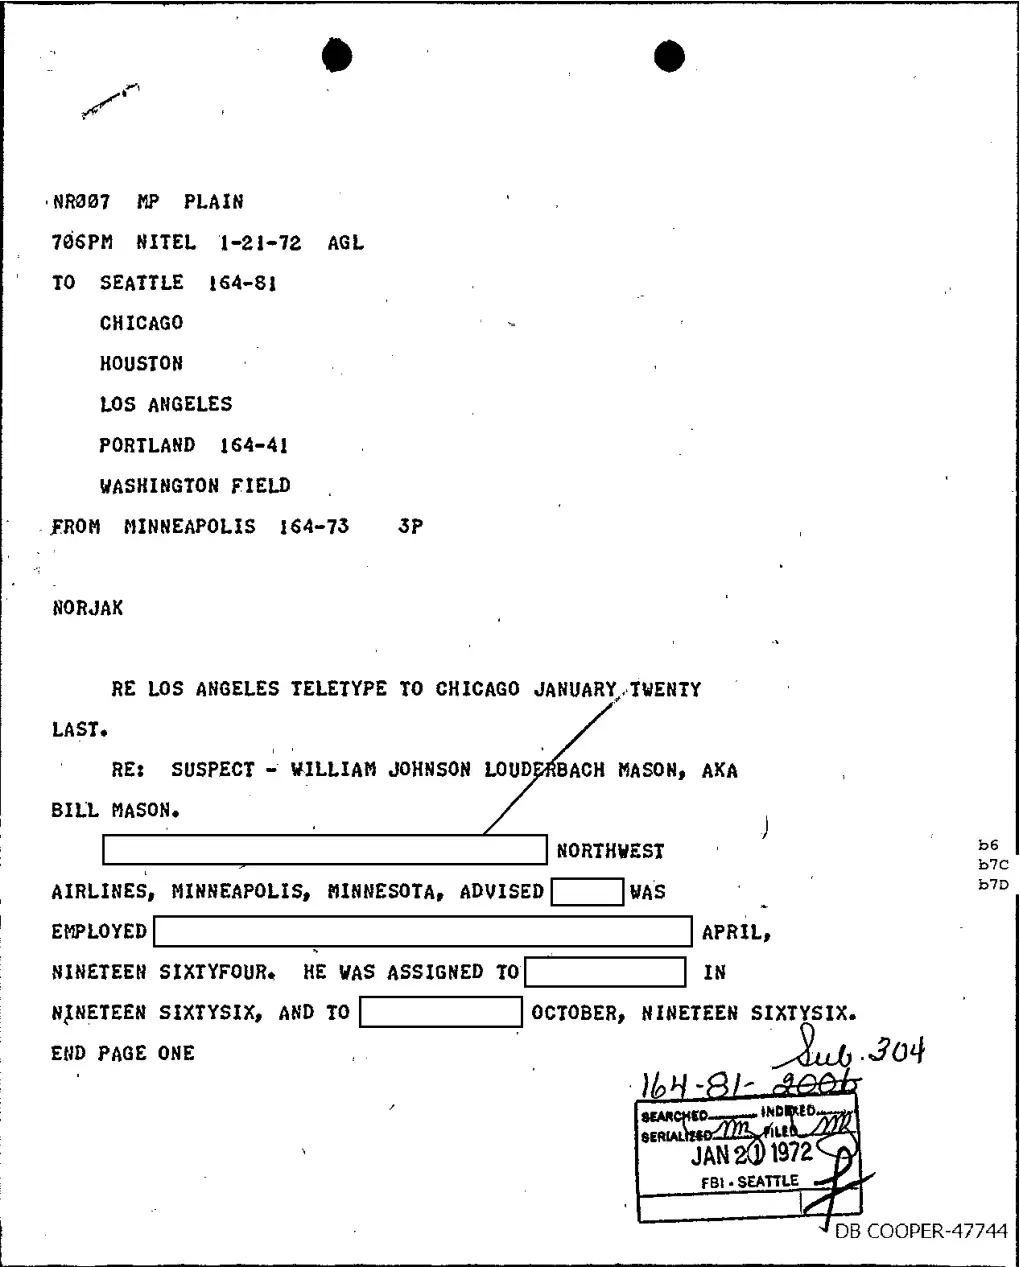 NR007 MP PLAIN
706PM NITEL 1-21-72 AGL
TO SEATTLE 164-81
CHICAGO
HOUSTON
LOS ANGELES
PORTLAND 164-41
WASHINGTON FIELD
FROM MINNEAPOLIS 164-73 3P
NORJAK
RE LOS ANGELES TELETYPE TO CHICAGO JANUARY TWENTY
LAST.
RE: SUSPECT - WILLIAM JOHNSON LOUDERBACH MASON, AKA
BILL MASON.
NORTHWEST
b6
b7C
b7D
AIRLINES, MINNEAPOLIS, MINNESOTA, ADVISED WAS
EMPLOYED APRIL,
NINETEEN SIXTYFOUR. HE WAS ASSIGNED TO IN
NINETEEN SIXTYSIX, AND TO OCTOBER, NINETEEN SIXTYSIX.
END PAGE ONE
Sub. 304
164-81-2006
SEARCHED INDEXED
SERIALIZED FILED
JAN 21 1972
FBI - SEATTLE
DB COOPER-47744